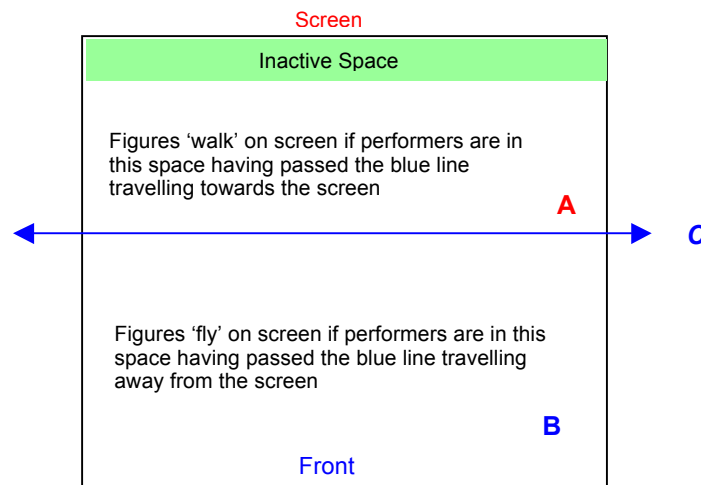 Screen
Inactive Space
Figures ‘walk’ on screen if performers are in
this space having passed the blue line
travelling towards the screen
A
C
Figures ‘fly’ on screen if performers are in this
space having passed the blue line travelling
away from the screen
B
Front